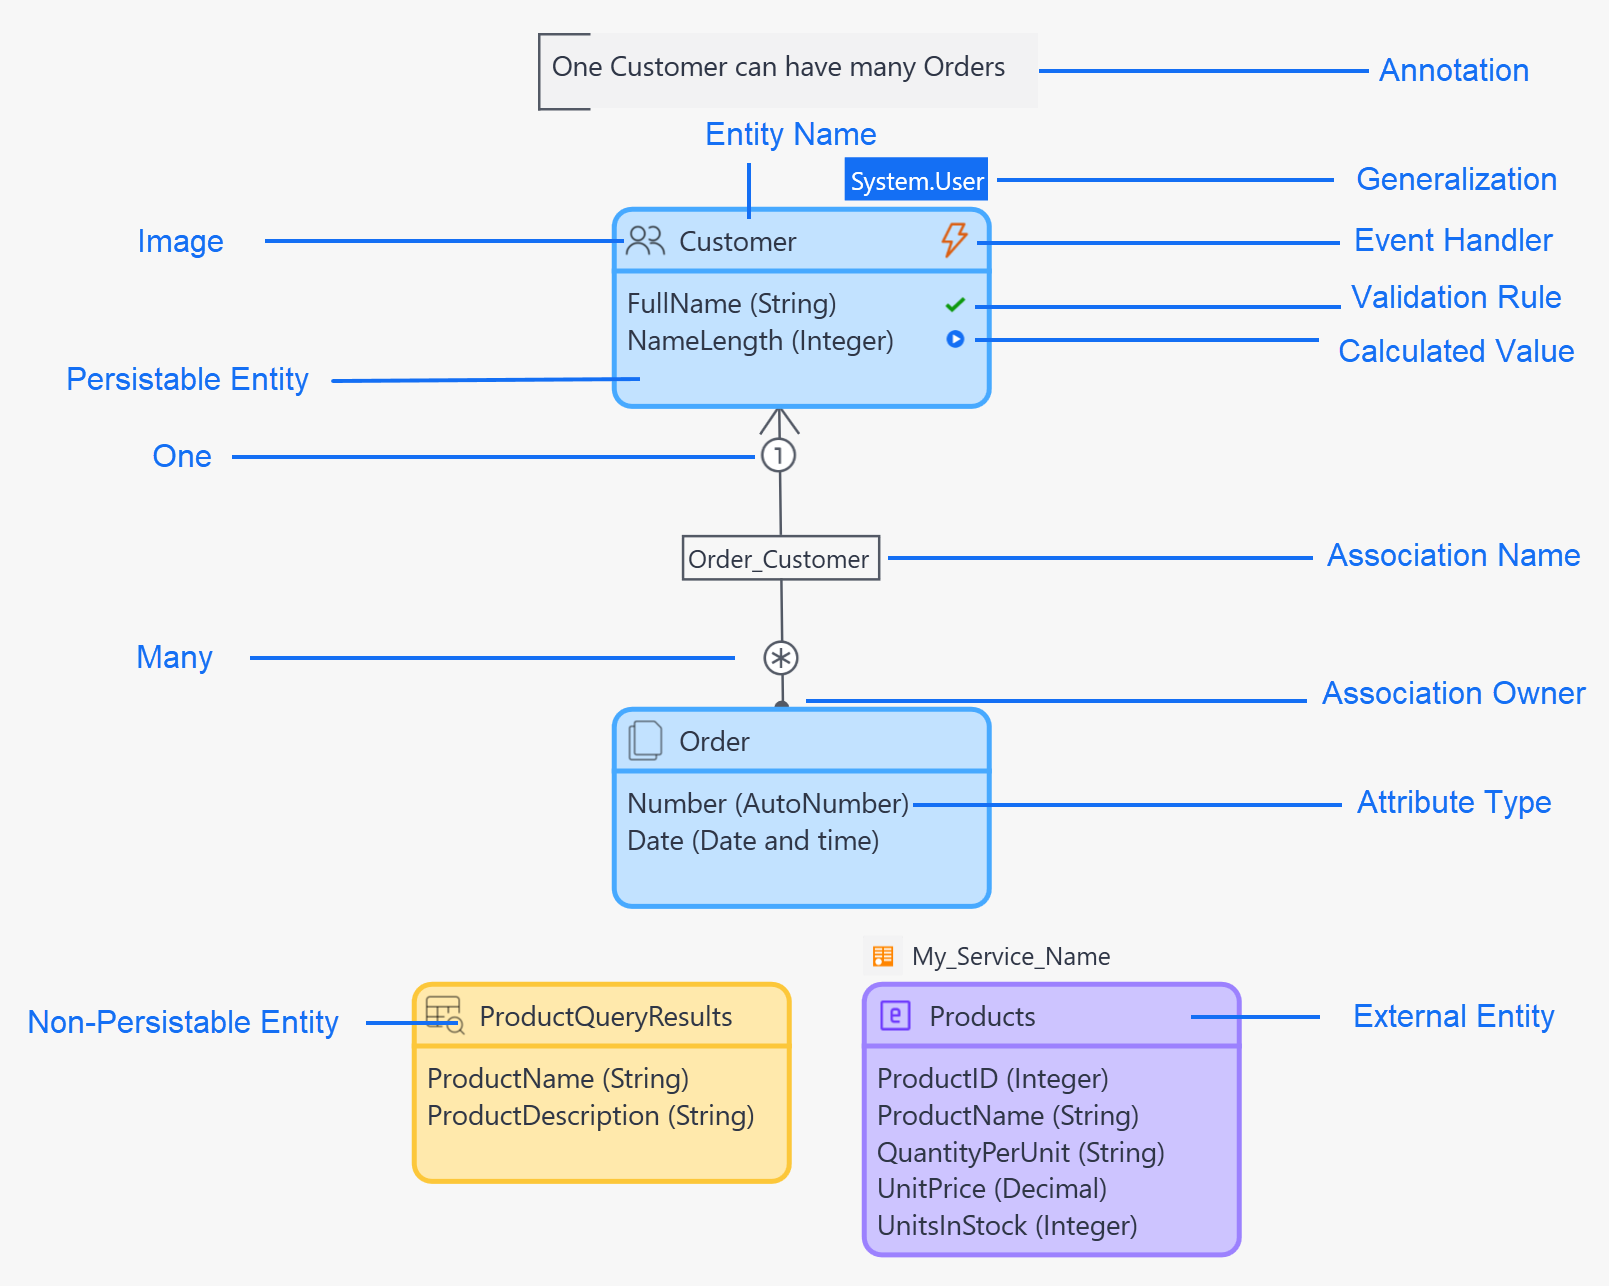 One Customer can have many Orders
Annotation
Entity Name
System.User
Generalization
Image
Customer
Event Handler
FullName (String)
Validation Rule
NameLength (Integer)
Calculated Value
Persistable Entity
One
1
Order_Customer
Association Name
Many
*
Association Owner
Order
Number (AutoNumber)
Attribute Type
Date (Date and time)
My_Service_Name
Non-Persistable Entity
ProductQueryResults
e
Products
External Entity
ProductName (String)
ProductDescription (String)
ProductID (Integer)
ProductName (String)
QuantityPerUnit (String)
UnitPrice (Decimal)
UnitsInStock (Integer)